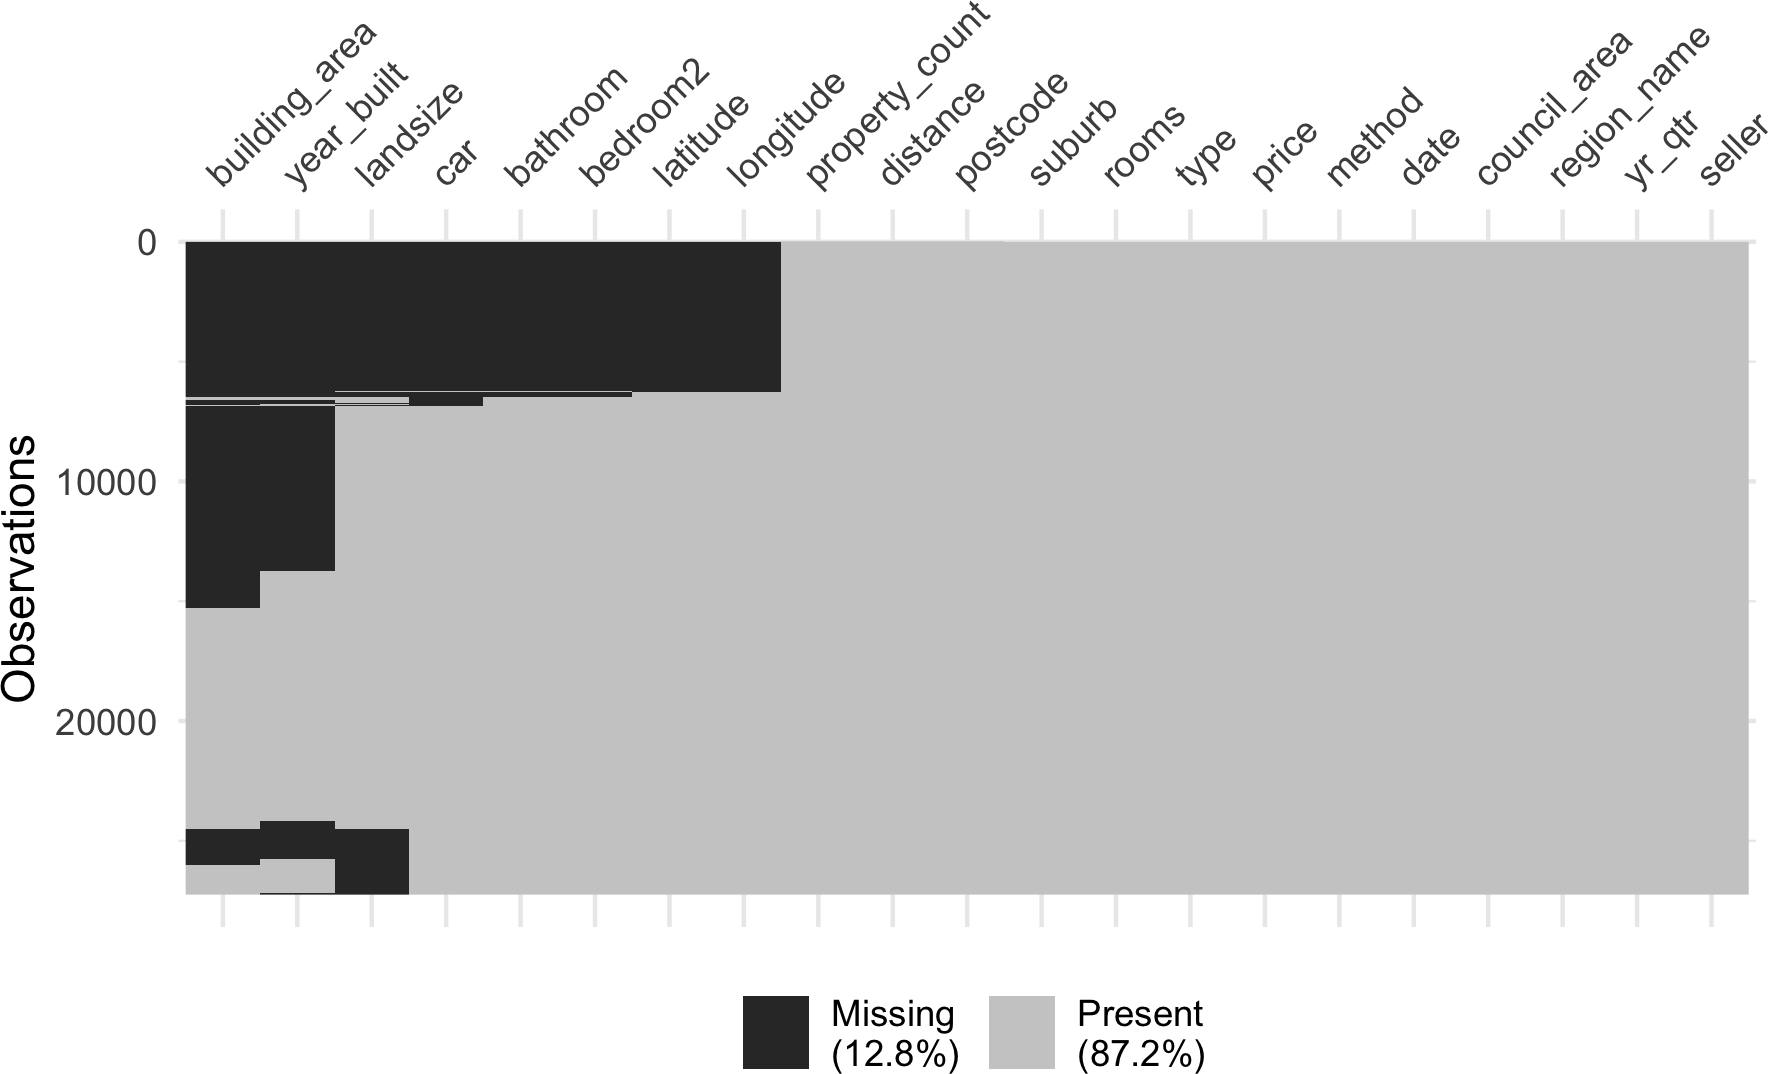 building_area
year_built
landsize
car
bathroom
bedroom2
latitude
longitude
property_count
distance
postcode
suburb
rooms
type
price
method
date
council_area
region_name
yr_qtr
seller
0
10000
20000
Observations
Missing
(12.8%)
Present
(87.2%)